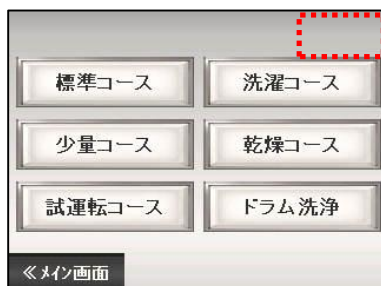 標準コース 洗濯コース
少量コース 乾燥コース
試運転コース ドラム洗浄
≪メイン画面